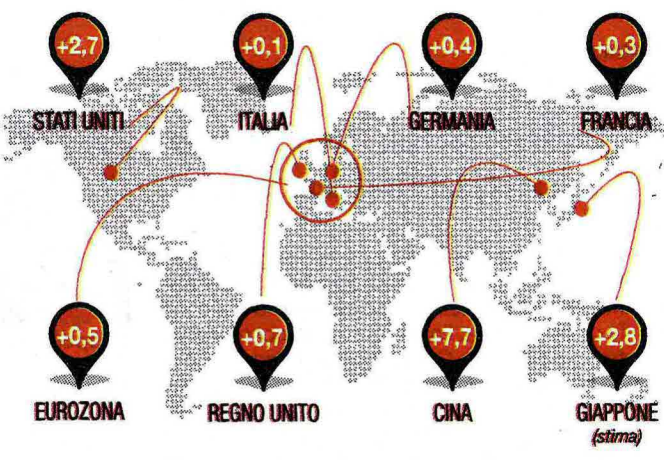 +2,7
+0,1
+0,4
+0,3
STATI UNITI
ITALIA
GERMANIA
FRANCIA
+0,5
+0,7
+7,7
+2,8
EUROZONA
REGNO UNITO
CINA
GIAPPONE
(stima)